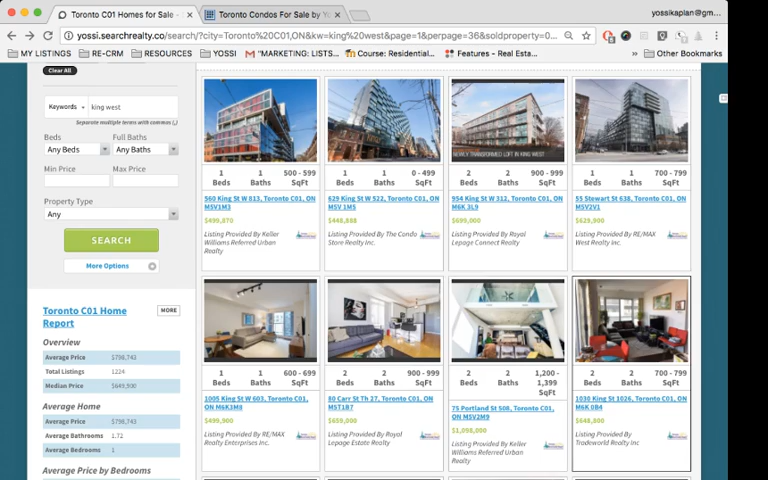 Toronto C01 Homes for Sale -
Toronto Condos For Sale by Y
yossikaplan@gm...
yossi.searchrealty.co/search/?city=Toronto%20C01,ON&kw=king%20west&page=1&perpage=36&soldproperty=0...
MY LISTINGS
RE-CRM
RESOURCES
YOSSI
"MARKETING: LISTS...
Course: Residential...
Features - Real Esta...
»
Other Bookmarks
Clear All
Keywords
king west
Separate multiple terms with commas (,)
Beds
Full Baths
Any Beds
Any Baths
Min Price
Max Price
Property Type
Any
SEARCH
More Options
Toronto C01 Home
Report
MORE
Overview
Average Price $798,743
Total Listings 1224
Median Price $649,900
Average Home
Average Price $798,743
Average Bathrooms 1.72
Average Bedrooms 1
Average Price by Bedrooms
1 1 500 - 599
Beds Baths SqFt
560 King St W 813, Toronto C01, ON
M5V1M3
$499,870
Listing Provided By Keller
Williams Referred Urban
Realty
1 1 0 -499
Beds Baths SqFt
629 King St W 522, Toronto C01, ON
M5V 1M5
$448,888
Listing Provided By The Condo
Store Realty Inc.
NEWLY TRANSFORMED LOFT IN KING WEST
2 2 900 - 999
Beds Baths SqFt
954 King St W 312, Toronto C01, ON
M6K 3L9
$699,000
Listing Provided By Royal
Lepage Connect Realty
1 1 700 - 799
Beds Baths SqFt
55 Stewart St 638, Toronto C01, ON
M5V2V1
$629,900
Listing Provided By RE/MAX
West Realty Inc.
1 1 600 - 699
Beds Baths SqFt
1005 King St W 603, Toronto C01,
ON M6K3M8
$499,900
Listing Provided By RE/MAX
Realty Enterprises Inc.
2 2 900 - 999
Beds Baths SqFt
80 Carr St Th 27, Toronto C01, ON
M5T1B7
$659,000
Listing Provided By Royal
Lepage Estate Realty
2 2 1,200 -
1,399
Beds Baths SqFt
75 Portland St 508, Toronto C01,
ON M5V2M9
$1,098,000
Listing Provided By Keller
Williams Referred Urban
Realty
2 2 700 - 799
Beds Baths SqFt
1030 King St 1026, Toronto C01, ON
M6K 0B4
$648,800
Listing Provided By
Tradeworld Realty Inc